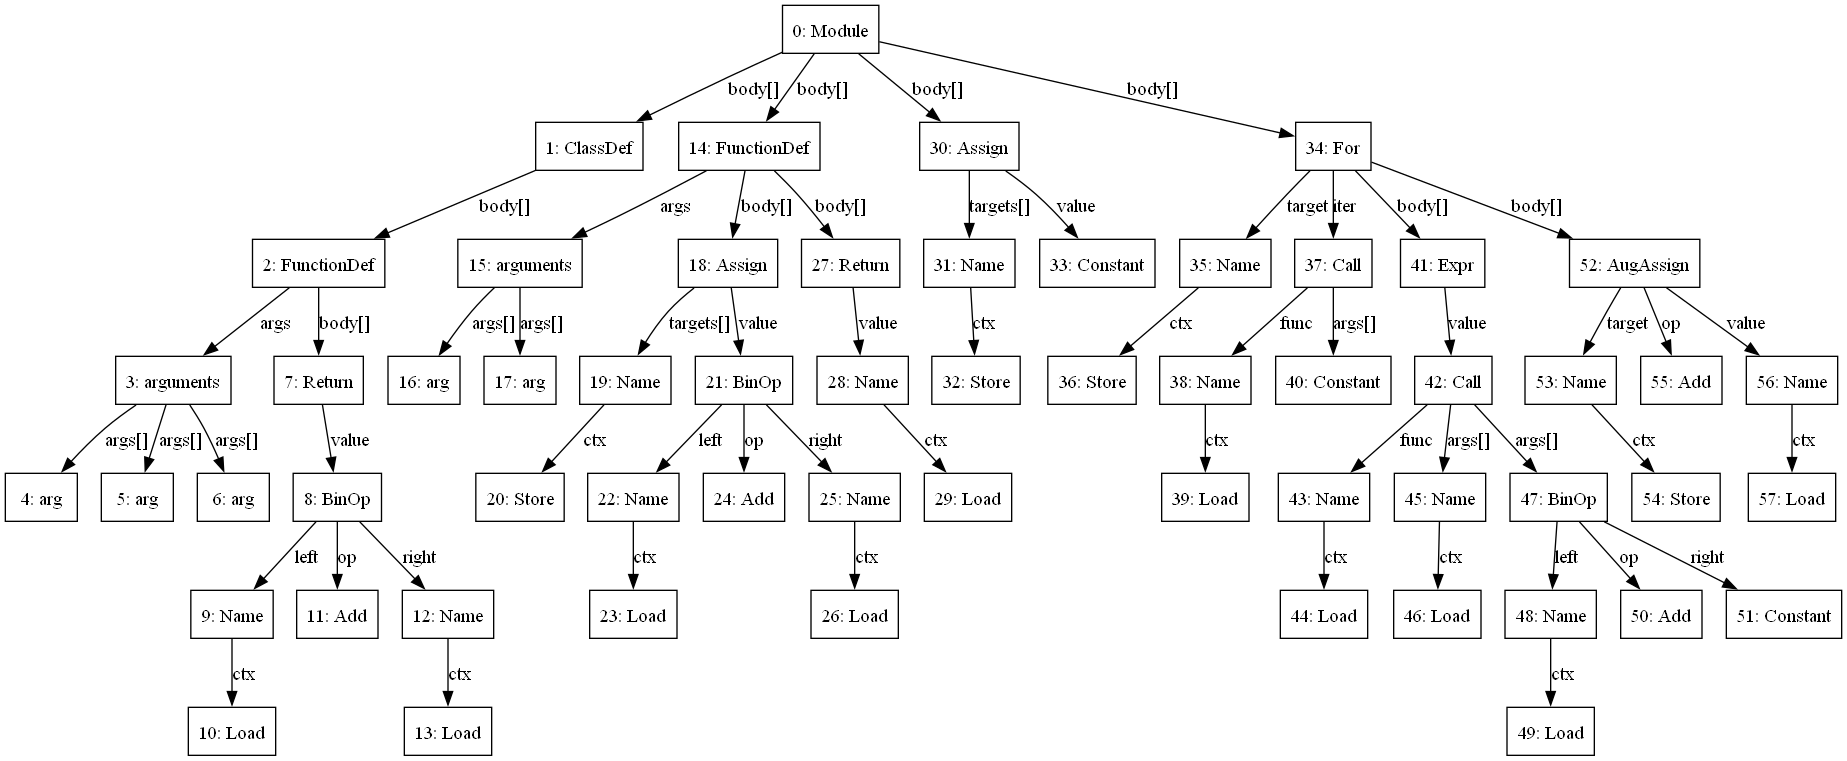 0: Module
body[] body[] body[] body[]
1: ClassDef 14: FunctionDef 30: Assign 34: For
body[] args body[] body[] targets[] value target iter body[] body[]
2: FunctionDef 15: arguments 18: Assign 27: Return 31: Name 33: Constant 35: Name 37: Call 41: Expr 52: AugAssign
args body[] args[] args[] targets[] value value ctx ctx func args[] value target op value
3: arguments 7: Return 16: arg 17: arg 19: Name 21: BinOp 28: Name 32: Store 36: Store 38: Name 40: Constant 42: Call 53: Name 55: Add 56: Name
args[] args[] args[] value ctx left op right ctx ctx func args[] args[] ctx ctx
4: arg 5: arg 6: arg 8: BinOp 20: Store 22: Name 24: Add 25: Name 29: Load 39: Load 43: Name 45: Name 47: BinOp 54: Store 57: Load
left op right ctx ctx ctx ctx left op right
9: Name 11: Add 12: Name 23: Load 26: Load 44: Load 46: Load 48: Name 50: Add 51: Constant
ctx ctx ctx
10: Load 13: Load 49: Load